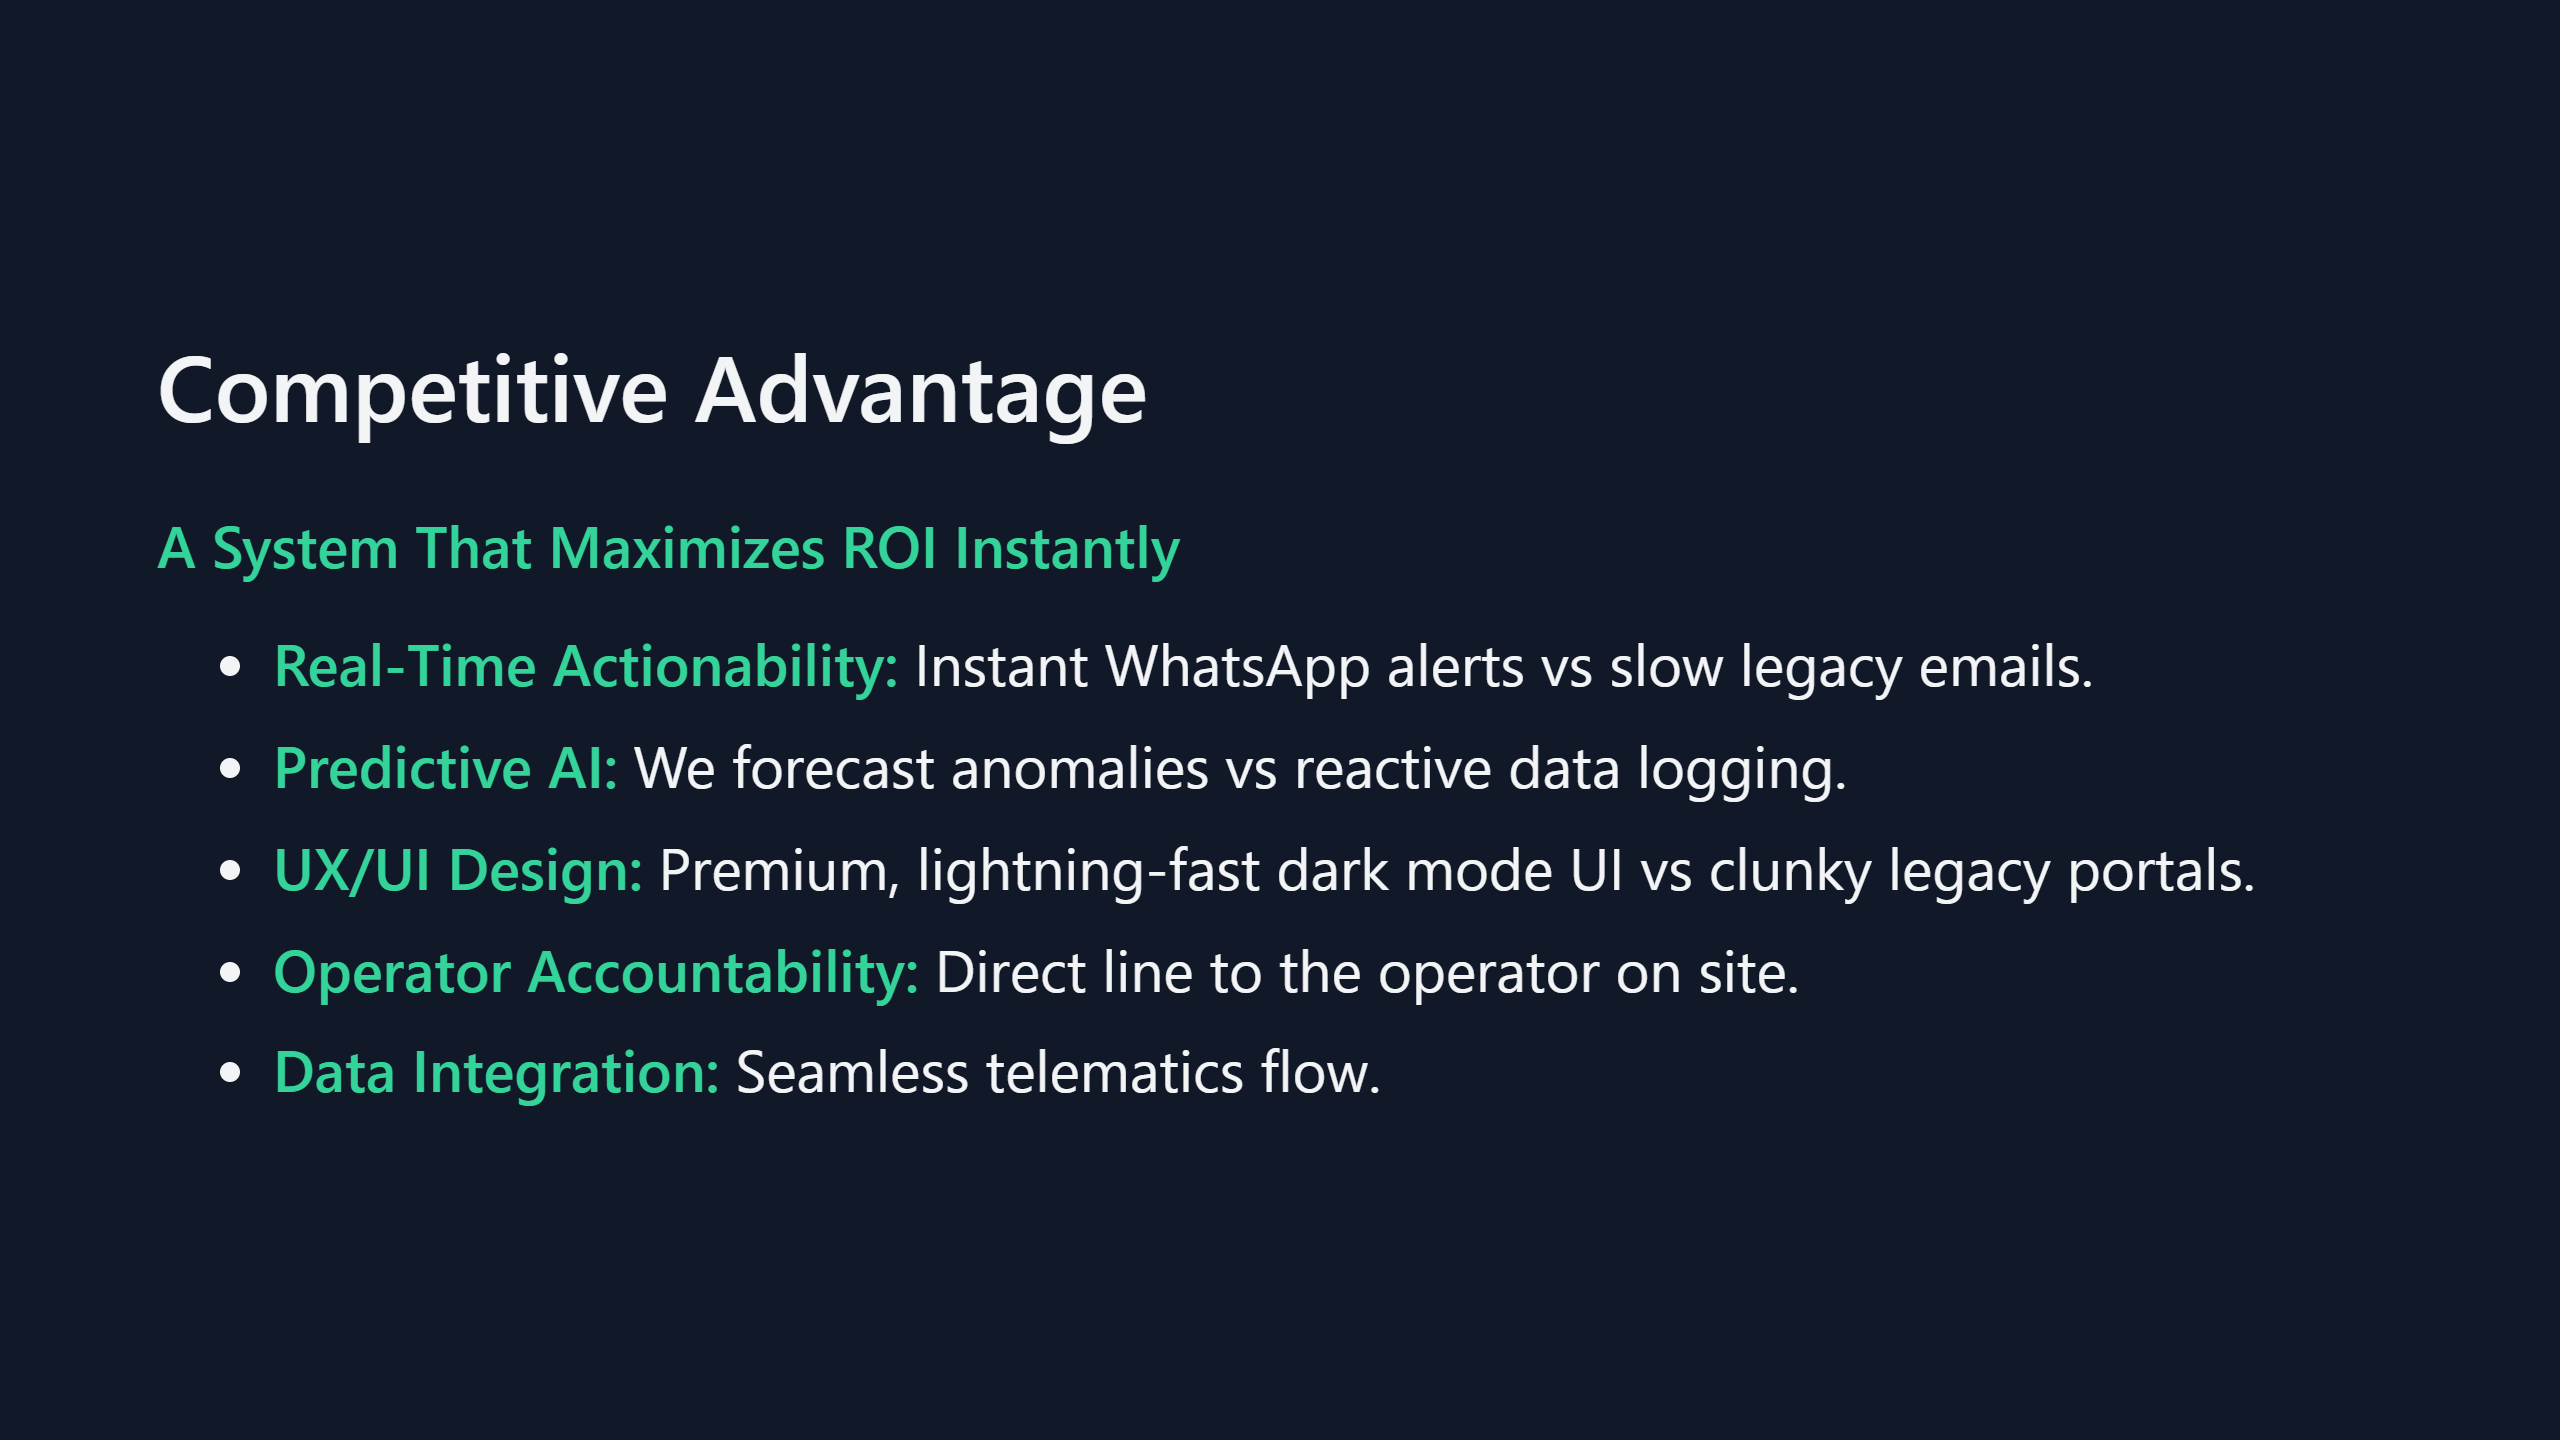 Competitive Advantage
A System That Maximizes ROI Instantly
• Real-Time Actionability: Instant WhatsApp alerts vs slow legacy emails.
• Predictive AI: We forecast anomalies vs reactive data logging.
• UX/UI Design: Premium, lightning-fast dark mode UI vs clunky legacy portals.
• Operator Accountability: Direct line to the operator on site.
• Data Integration: Seamless telematics flow.